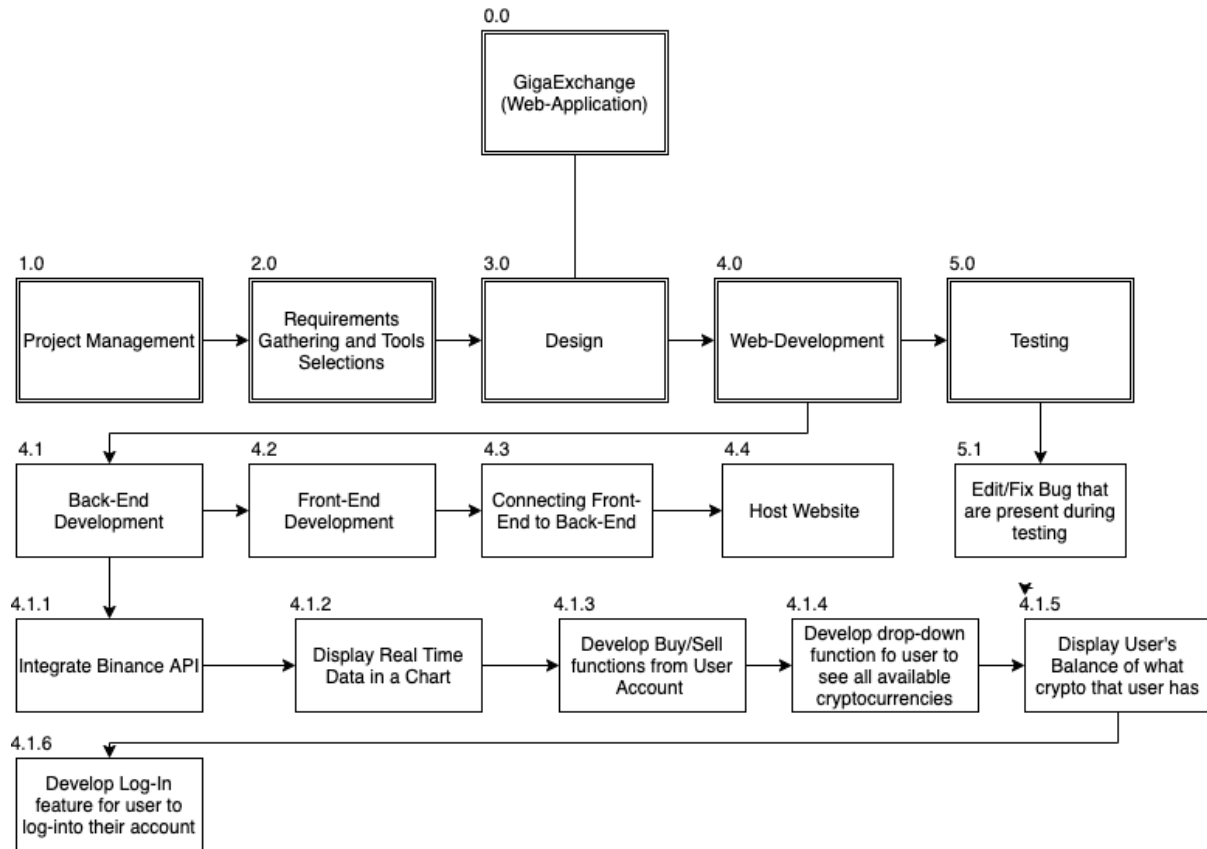 0.0
GigaExchange
(Web-Application)
1.0
2.0
3.0
4.0
5.0
Project Management
Requirements
Gathering and Tools
Selections
Design
Web-Development
Testing
4.1
4.2
4.3
4.4
5.1
Back-End
Development
Front-End
Development
Connecting Front-
End to Back-End
Host Website
Edit/Fix Bug that
are present during
testing
4.1.1
4.1.2
4.1.3
4.1.4
4.1.5
Integrate Binance API
Display Real Time
Data in a Chart
Develop Buy/Sell
functions from User
Account
Develop drop-down
function fo user to
see all available
cryptocurrencies
Display User's
Balance of what
crypto that user has
4.1.6
Develop Log-In
feature for user to
log-into their account